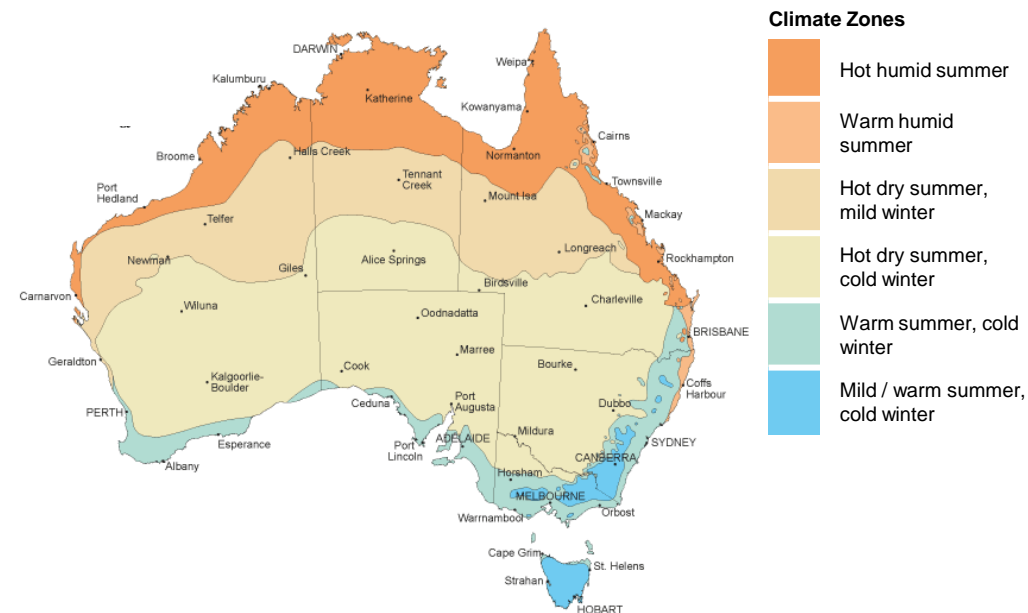 Climate Zones
Hot humid summer
Warm humid
summer
Hot dry summer,
mild winter
Hot dry summer,
cold winter
Warm summer, cold
winter
Mild / warm summer,
cold winter
DARWIN
Weipa
Kalumburu
Katherine
Kowanyama
Cairns
Broome
Halls Creek
Normanton
Tennant
Creek
Townsville
Port
Hedland
Mount Isa
Mackay
Telfer
Longreach
Newman
Alice Springs
Rockhampton
Giles
Birdsville
Carnarvon
Wiluna
Charleville
Oodnadatta
BRISBANE
Geraldton
Marree
Cook
Bourke
Kalgoorlie-
Boulder
Coffs
Harbour
Ceduna
Port
Augusta
Dubbo
PERTH
Mildura
Esperance
Port
Lincoln
ADELAIDE
SYDNEY
Albany
CANBERRA
Horsham
MELBOURNE
Warrnambool
Orbost
Cape Grim
St. Helens
Strahan
HOBART